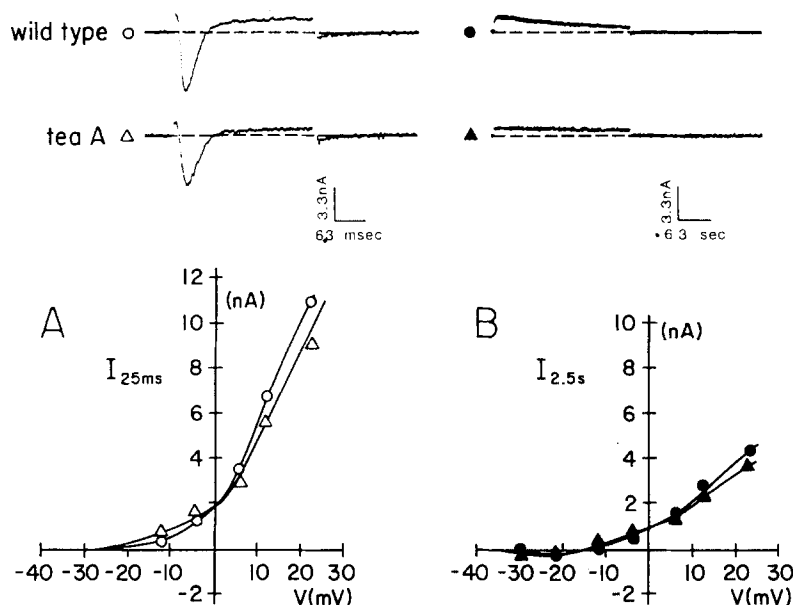 wild type
tea A
3.3nA
6.3 msec
3.3nA
.63 sec
A
12
10
8
6
4
2
-2
(nA)
I25ms
-40 -30 -20 -10 10 20 30
V(mV)
B
10
8
6
4
2
-2
(nA)
I2.5s
-40 -30 -20 -10 0 10 20 30
V(mV)